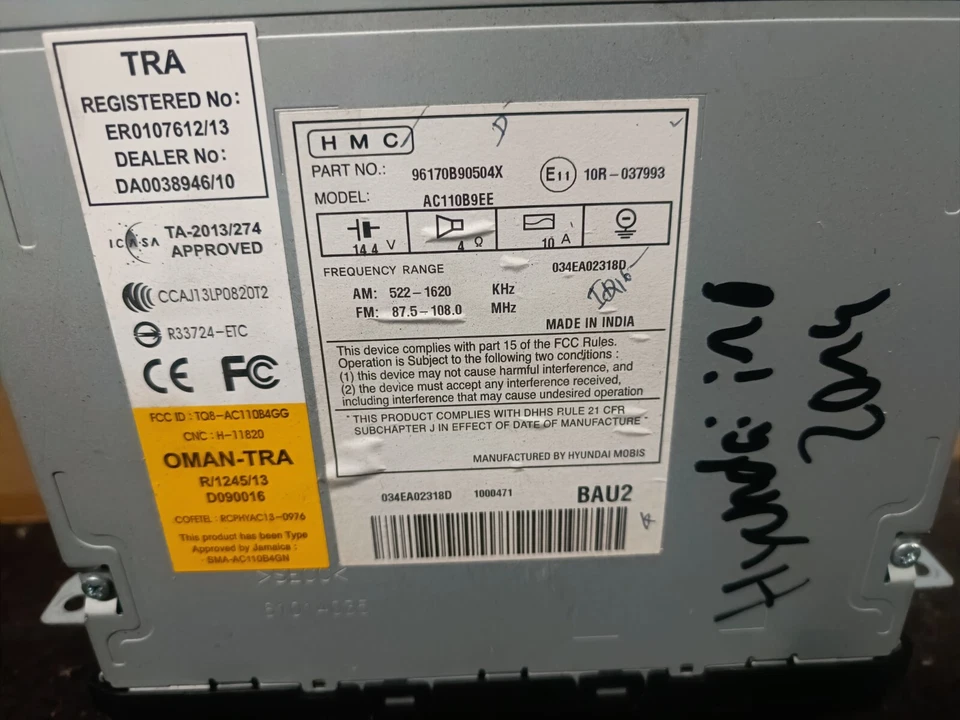 TRA
REGISTERED No:
ER0107612/13
DEALER No:
DA0038946/10
ICASA TA-2013/274
APPROVED
CCAJ13LP0820T2
R33724-ETC
CE FC
FCC ID : TQ8-AC110B4GG
CNC : H-11820
OMAN-TRA
R/1245/13
D090016
COFETEL : RCPHYAC13-0976
This product has been Type
Approved by Jamaica :
SMA-AC110B4GN
HMC
PART NO.: 96170B90504X E11 10R-037993
MODEL: AC110B9EE
14.4 V 4 Ω 10 A
FREQUENCY RANGE 034EA02318D
AM: 522-1620 KHz
FM: 87.5-108.0 MHz
MADE IN INDIA
This device complies with part 15 of the FCC Rules.
Operation is Subject to the following two conditions :
(1) this device may not cause harmful interference, and
(2) the device must accept any interference received,
including interference that may cause undesired operation
* THIS PRODUCT COMPLIES WITH DHHS RULE 21 CFR
SUBCHAPTER J IN EFFECT OF DATE OF MANUFACTURE *
MANUFACTURED BY HYUNDAI MOBIS
034EA02318D 1000471 BAU2
Hyundai i10
2014